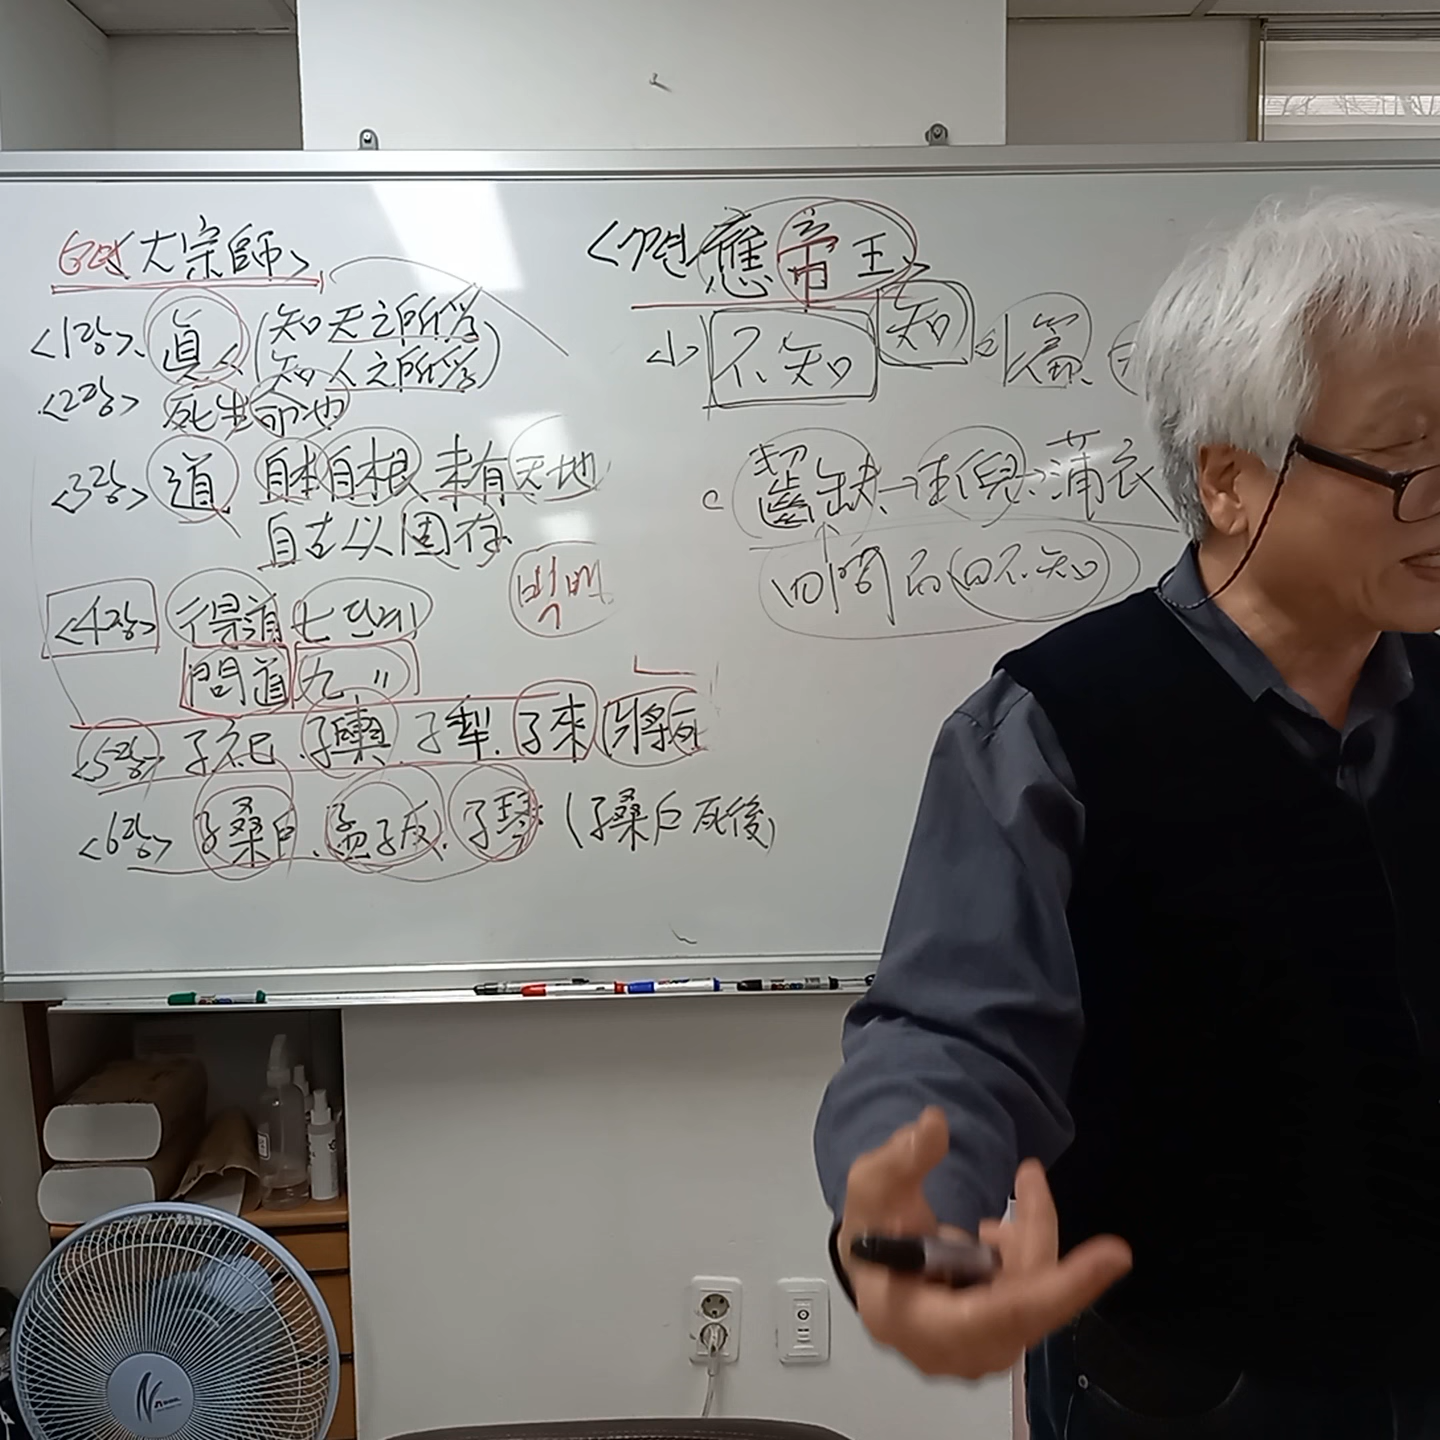 6편 大宗師>
<1장>. 眞人 (知天之所爲
知人之所爲)
<2장> 死生命也
<3장> 道 自本自根 未有天地
自古以固存
<4장> 得道 七단계
問道 九 〃
<5장> 子祀. 子輿. 子犁. 子來 (將死
<6장> 子桑戶. 孟子反. 子琴. (子桑戶 死後)
<7편 應帝王>
<1> 不知 知
齧缺→王倪→蒲衣
四問而四不知